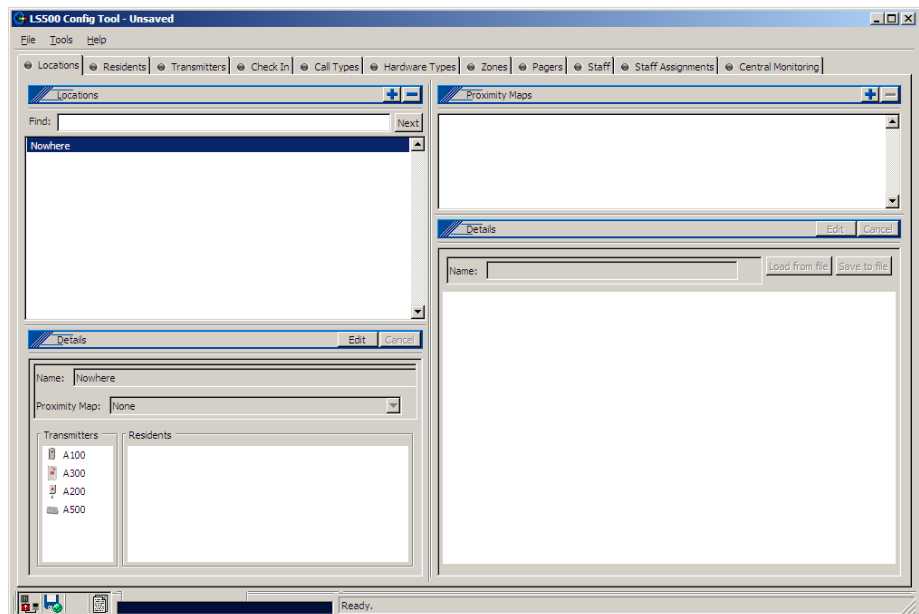 LS500 Config Tool - Unsaved
File Tools Help
Locations Residents Transmitters Check In Call Types Hardware Types Zones Pagers Staff Staff Assignments Central Monitoring
Locations
Find: Next
Nowhere
Details Edit Cancel
Name: Nowhere
Proximity Map: None
Transmitters
A100
A300
A200
A500
Residents
Proximity Maps
Details Edit Cancel
Name: Load from file Save to file
Ready.